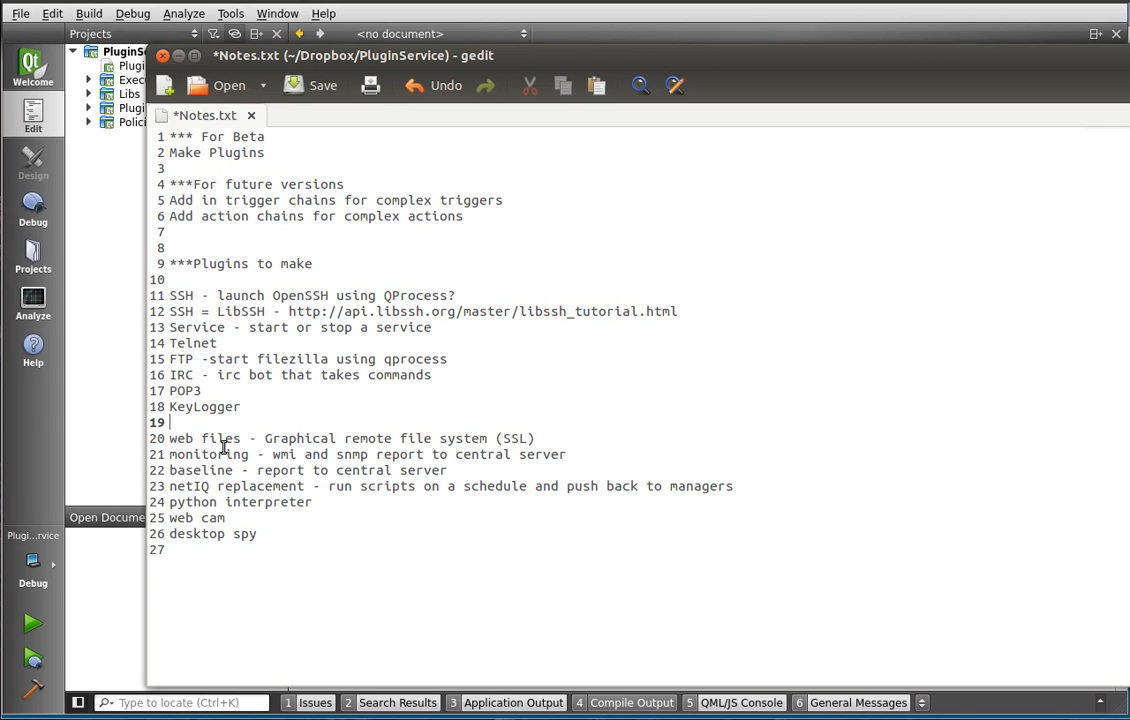 File Edit Build Debug Analyze Tools Window Help
Projects <no document>
Welcome
Edit
Design
Debug
Projects
Analyze
Help
PluginS
Plugi
Execu
Libs
Plugi
Polici
*Notes.txt (~/Dropbox/PluginService) - gedit
Open Save Undo
*Notes.txt
1 *** For Beta
2 Make Plugins
3
4 ***For future versions
5 Add in trigger chains for complex triggers
6 Add action chains for complex actions
7
8
9 ***Plugins to make
10
11 SSH - launch OpenSSH using QProcess?
12 SSH = LibSSH - http://api.libssh.org/master/libssh_tutorial.html
13 Service - start or stop a service
14 Telnet
15 FTP -start filezilla using qprocess
16 IRC - irc bot that takes commands
17 POP3
18 KeyLogger
19
20 web files - Graphical remote file system (SSL)
21 monitoring - wmi and snmp report to central server
22 baseline - report to central server
23 netIQ replacement - run scripts on a schedule and push back to managers
24 python interpreter
25 web cam
26 desktop spy
27
Open Docume
Plugi...rvice
Debug
Type to locate (Ctrl+K) 1 Issues 2 Search Results 3 Application Output 4 Compile Output 5 QML/JS Console 6 General Messages